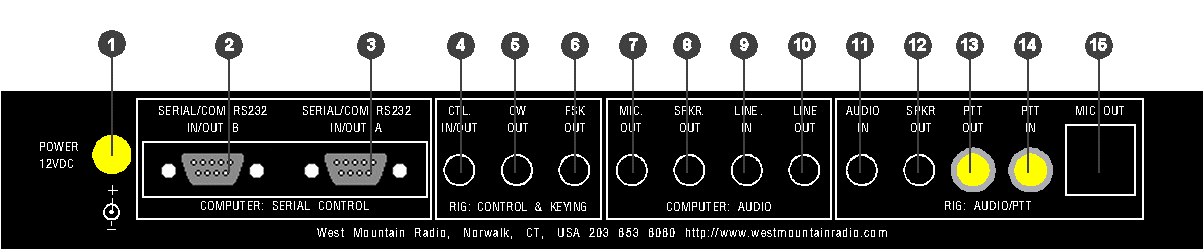 1 2 3 4 5 6 7 8 9 10 11 12 13 14 15
SERIAL/COM RS232
IN/OUT B
SERIAL/COM RS232
IN/OUT A
CTL.
IN/OUT
CW
OUT
FSK
OUT
MIC.
OUT
SPKR.
OUT
LINE.
IN
LINE
OUT
AUDIO
IN
SPKR
OUT
PTT
OUT
PTT
IN
MIC OUT
POWER
12VDC
+
-
COMPUTER: SERIAL CONTROL
RIG: CONTROL & KEYING
COMPUTER: AUDIO
RIG: AUDIO/PTT
West Mountain Radio, Norwalk, CT, USA 203 853 8080 http://www.westmountainradio.com